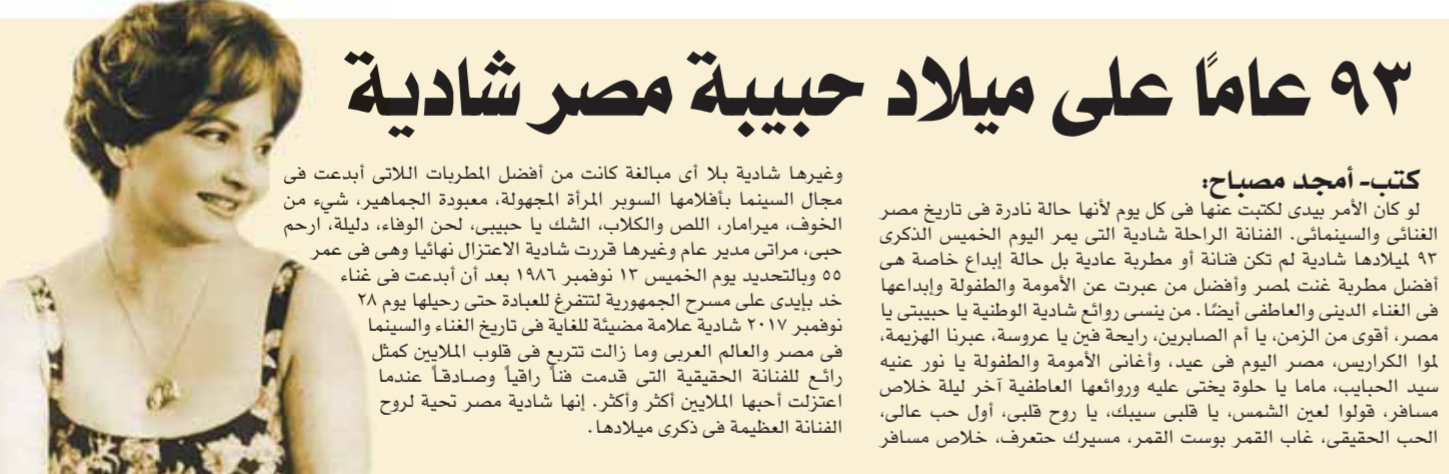 ٩٣ عامًا على ميلاد حبيبة مصر شادية
كتب- أمجد مصباح:
لو كان الأمر بيدى لكتبت عنها فى كل يوم لأنها حالة نادرة فى تاريخ مصر
الغنائى والسينمائى. الفنانة الراحلة شادية التى يمر اليوم الخميس الذكرى
٩٣ لميلادها شادية لم تكن فنانة أو مطربة عادية بل حالة إبداع خاصة هى
أفضل مطربة غنت لمصر وأفضل من عبرت عن الأمومة والطفولة وإبداعها
فى الغناء الدينى والعاطفى أيضًا. من ينسى روائع شادية الوطنية يا حبيبتى يا
مصر، أقوى من الزمن، يا أم الصابرين، رايحة فين يا عروسة، عبرنا الهزيمة،
لموا الكراريس، مصر اليوم فى عيد، وأغانى الأمومة والطفولة يا نور عنيه
سيد الحبايب، ماما يا حلوة يختى عليه وروائعها العاطفية آخر ليلة خلاص
مسافر، قولوا لعين الشمس، يا قلبى سيبك، يا روح قلبى، أول حب عالى،
الحب الحقيقى، غاب القمر بوست القمر، مسيرك حتعرف، خلاص مسافر
وغيرها شادية بلا أى مبالغة كانت من أفضل المطربات اللاتى أبدعت فى
مجال السينما بأفلامها السوبر المرأة المجهولة، معبودة الجماهير، شيء من
الخوف، ميرامار، اللص والكلاب، الشك يا حبيبى، لحن الوفاء، دليلة، ارحم
حبى، مراتى مدير عام وغيرها قررت شادية الاعتزال نهائيا وهى فى عمر
٥٥ وبالتحديد يوم الخميس ١٣ نوفمبر ١٩٨٦ بعد أن أبدعت فى غناء
خد بإيدى على مسرح الجمهورية لتتفرغ للعبادة حتى رحيلها يوم ٢٨
نوفمبر ٢٠١٧ شادية علامة مضيئة للغاية فى تاريخ الغناء والسينما
فى مصر والعالم العربى وما زالت تتربع فى قلوب الملايين كمثل
رائع للفنانة الحقيقية التى قدمت فناً راقياً وصادقاً عندما
اعتزلت أحبها الملايين أكثر وأكثر. إنها شادية مصر تحية لروح
الفنانة العظيمة فى ذكرى ميلادها.